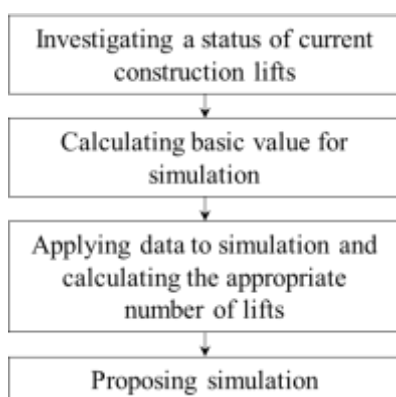 Investigating a status of current
construction lifts
Calculating basic value for
simulation
Applying data to simulation and
calculating the appropriate
number of lifts
Proposing simulation